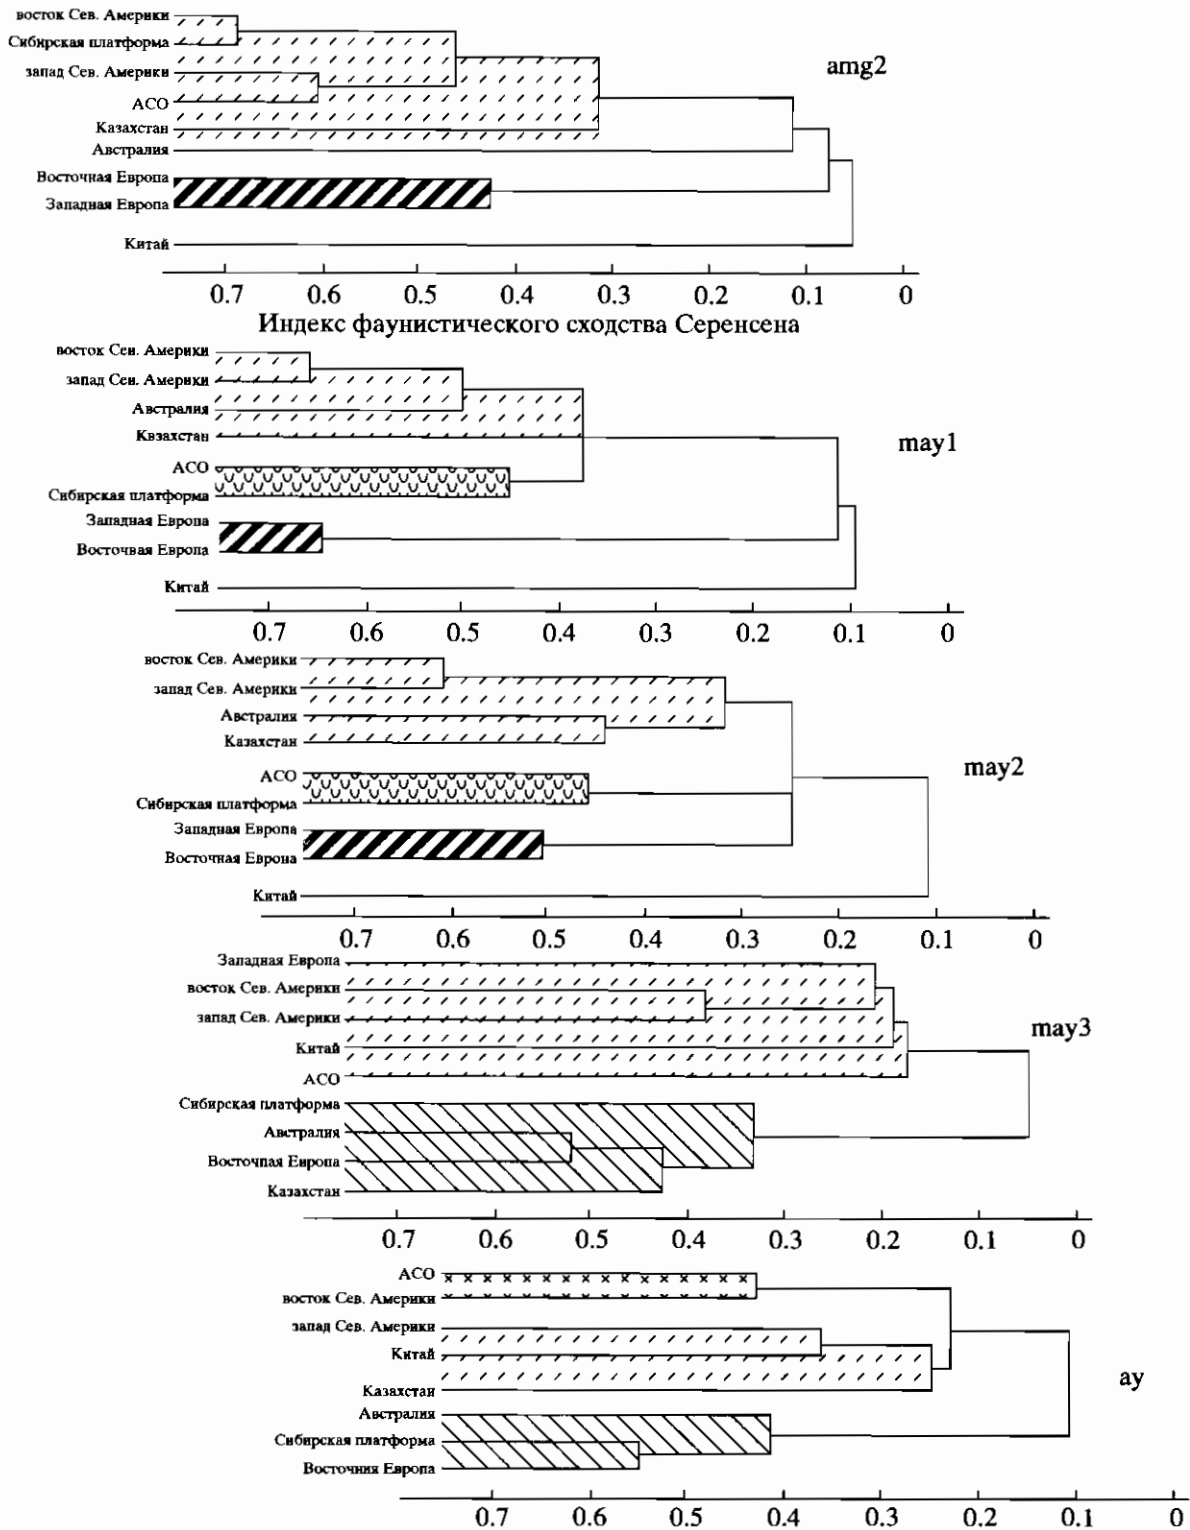 восток Сев. Америки
Сибирская платформа
запад Сев. Америки
АСО
Казахстан
Австралия
Восточная Европа
Западная Европа
Китай
amg2
0.7 0.6 0.5 0.4 0.3 0.2 0.1 0
Индекс фаунистического сходства Серенсена
восток Сеи. Америки
запад Сеи. Америки
Австралия
Квзахстан
АСО
Сибирская платформа
Западная Европа
Восточвая Европа
Китай
may1
0.7 0.6 0.5 0.4 0.3 0.2 0.1 0
восток Сев. Америки
запад Сев. Америки
Австралия
Казахстан
АСО
Сибирская платформа
Западная Европа
Восточная Еврона
Китай
may2
0.7 0.6 0.5 0.4 0.3 0.2 0.1 0
Западная Европа
восток Сев. Америки
запад Сев. Америки
Китай
АСО
Сибирская платформа
Австралия
Восточпая Европа
Казахстан
may3
0.7 0.6 0.5 0.4 0.3 0.2 0.1 0
АСО
восток Сев. Америки
запад Сев. Америки
Китай
Казахстан
Австралия
Сибирская платформа
Восточния Европа
ay
0.7 0.6 0.5 0.4 0.3 0.2 0.1 0